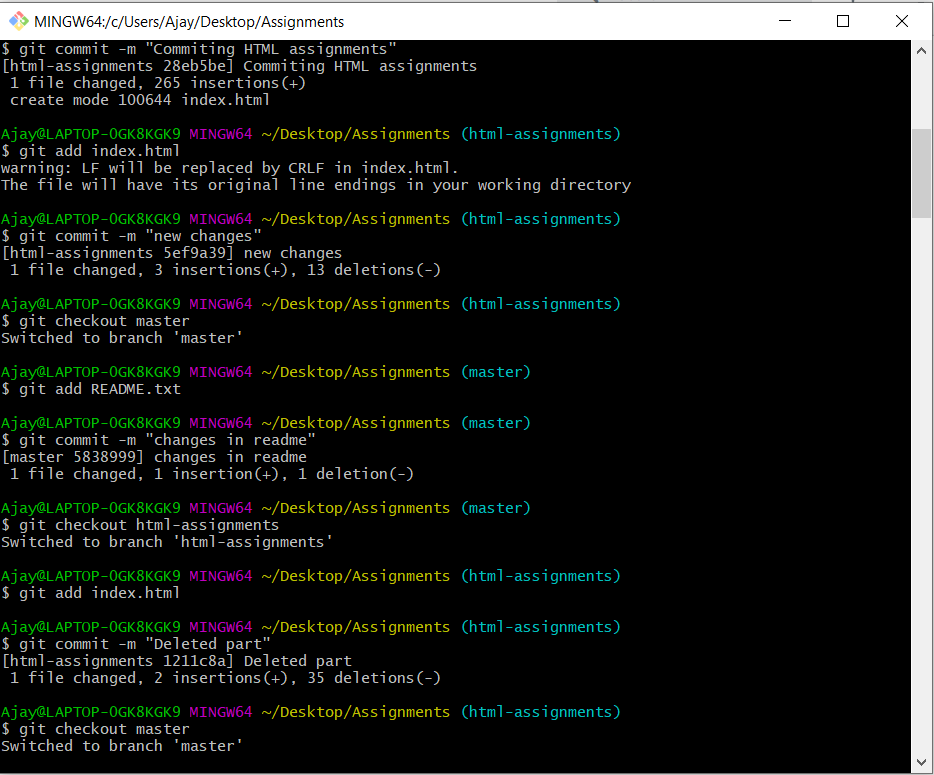 MINGW64:/c/Users/Ajay/Desktop/Assignments
$ git commit -m "Commiting HTML assignments"
[html-assignments 28eb5be] Commiting HTML assignments
 1 file changed, 265 insertions(+)
 create mode 100644 index.html
Ajay@LAPTOP-OGK8KGK9 MINGW64 ~/Desktop/Assignments (html-assignments)
$ git add index.html
warning: LF will be replaced by CRLF in index.html.
The file will have its original line endings in your working directory
Ajay@LAPTOP-OGK8KGK9 MINGW64 ~/Desktop/Assignments (html-assignments)
$ git commit -m "new changes"
[html-assignments 5ef9a39] new changes
 1 file changed, 3 insertions(+), 13 deletions(-)
Ajay@LAPTOP-OGK8KGK9 MINGW64 ~/Desktop/Assignments (html-assignments)
$ git checkout master
Switched to branch 'master'
Ajay@LAPTOP-OGK8KGK9 MINGW64 ~/Desktop/Assignments (master)
$ git add README.txt
Ajay@LAPTOP-OGK8KGK9 MINGW64 ~/Desktop/Assignments (master)
$ git commit -m "changes in readme"
[master 5838999] changes in readme
 1 file changed, 1 insertion(+), 1 deletion(-)
Ajay@LAPTOP-OGK8KGK9 MINGW64 ~/Desktop/Assignments (master)
$ git checkout html-assignments
Switched to branch 'html-assignments'
Ajay@LAPTOP-OGK8KGK9 MINGW64 ~/Desktop/Assignments (html-assignments)
$ git add index.html
Ajay@LAPTOP-OGK8KGK9 MINGW64 ~/Desktop/Assignments (html-assignments)
$ git commit -m "Deleted part"
[html-assignments 1211c8a] Deleted part
 1 file changed, 2 insertions(+), 35 deletions(-)
Ajay@LAPTOP-OGK8KGK9 MINGW64 ~/Desktop/Assignments (html-assignments)
$ git checkout master
Switched to branch 'master'